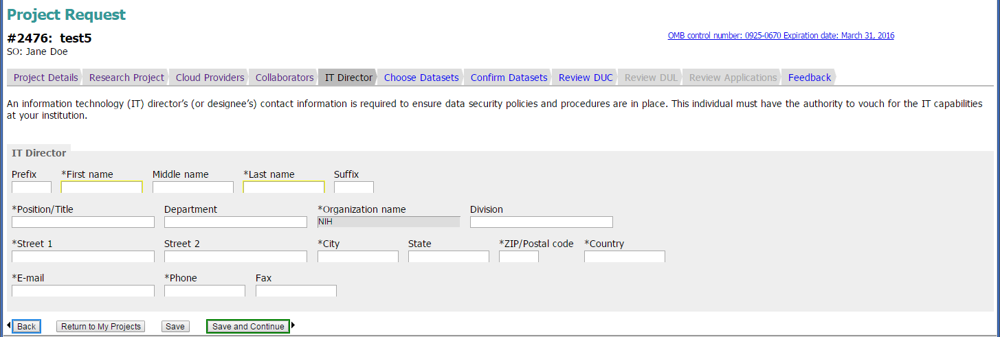 Project Request
#2476: test5
OMB control number: 0925-0670 Expiration date: March 31, 2016
SO: Jane Doe
Project Details Research Project Cloud Providers Collaborators IT Director Choose Datasets Confirm Datasets Review DUC Review DUL Review Applications Feedback
An information technology (IT) director's (or designee's) contact information is required to ensure data security policies and procedures are in place. This individual must have the authority to vouch for the IT capabilities
at your institution.
IT Director
Prefix *First name Middle name *Last name Suffix
*Position/Title Department *Organization name Division
NIH
*Street 1 Street 2 *City State *ZIP/Postal code *Country
*E-mail *Phone Fax
Back Return to My Projects Save Save and Continue